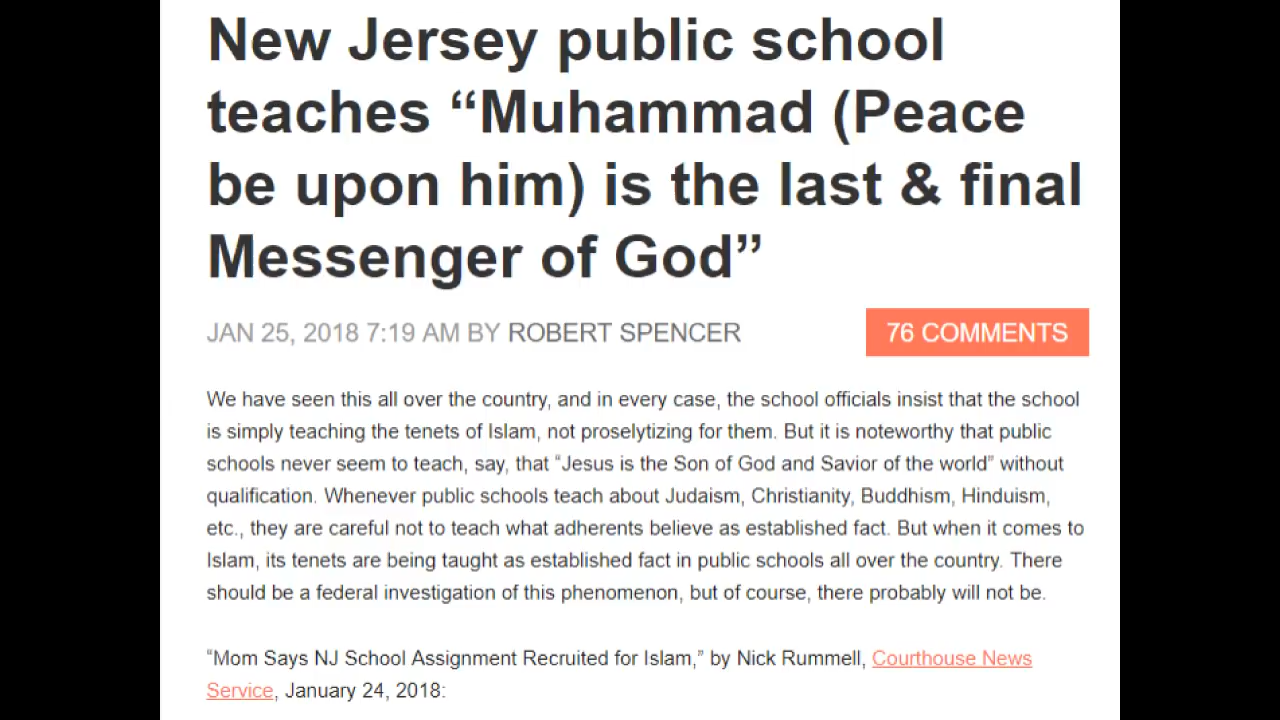 New Jersey public school
teaches “Muhammad (Peace
be upon him) is the last & final
Messenger of God”
JAN 25, 2018 7:19 AM BY ROBERT SPENCER
76 COMMENTS
We have seen this all over the country, and in every case, the school officials insist that the school
is simply teaching the tenets of Islam, not proselytizing for them. But it is noteworthy that public
schools never seem to teach, say, that “Jesus is the Son of God and Savior of the world” without
qualification. Whenever public schools teach about Judaism, Christianity, Buddhism, Hinduism,
etc., they are careful not to teach what adherents believe as established fact. But when it comes to
Islam, its tenets are being taught as established fact in public schools all over the country. There
should be a federal investigation of this phenomenon, but of course, there probably will not be.
“Mom Says NJ School Assignment Recruited for Islam,” by Nick Rummell, Courthouse News
Service, January 24, 2018: